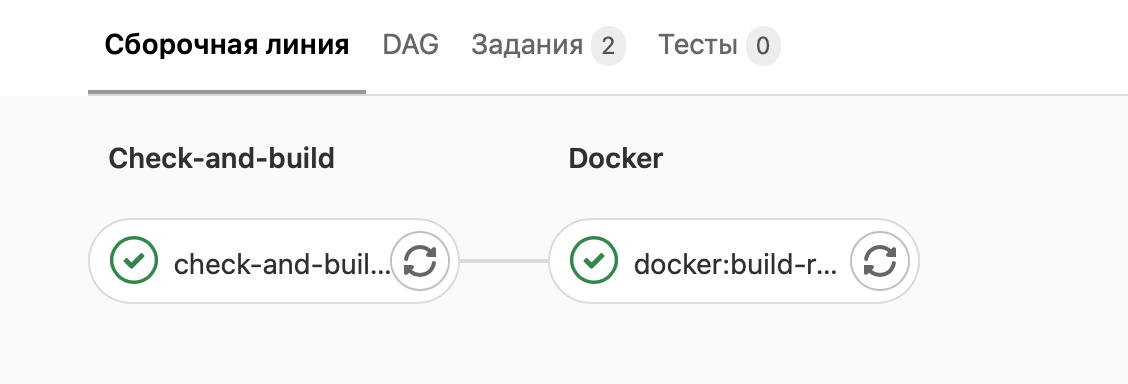 Сборочная линия DAG Задания 2 Тесты 0
Check-and-build Docker
check-and-buil... docker:build-r...